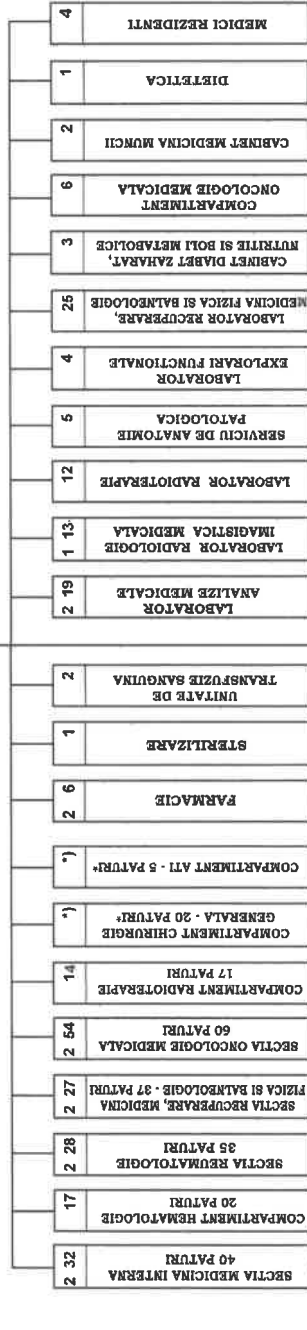 SECTIA MEDICINA INTERNA
40 PATURI
2 32
COMPARTIMENT HEMATOLOGIE
20 PATURI
17
SECTIA REUMATOLOGIE
35 PATURI
2 28
SECTIA RECUPERARE, MEDICINA
FIZICA SI BALNEOLOGIE - 37 PATURI
2 27
SECTIA ONCOLOGIE MEDICALA
60 PATURI
2 54
COMPARTIMENT RADIOTERAPIE
17 PATURI
14
COMPARTIMENT CHIRURGIE
GENERALA - 20 PATURI*
*)
COMPARTIMENT ATI - 5 PATURI*
*)
FARMACIE
2 6
STERILIZARE
1
UNITATE DE
TRANSFUZIE SANGUINA
2
LABORATOR
ANALIZE MEDICALE
2 19
LABORATOR RADIOLOGIE
IMAGISTICA MEDICALA
1 13
LABORATOR RADIOTERAPIE
12
SERVICIU DE ANATOMIE
PATOLOGICA
5
LABORATOR
EXPLORARI FUNCTIONALE
4
LABORATOR RECUPERARE,
MEDICINA FIZICA SI BALNEOLOGIE
25
CABINET DIABET ZAHARAT,
NUTRITIE SI BOLI METABOLICE
3
COMPARTIMENT
ONCOLOGIE MEDICALA
6
CABINET MEDICINA MUNCII
2
DIETETICA
1
MEDICI REZIDENTI
4